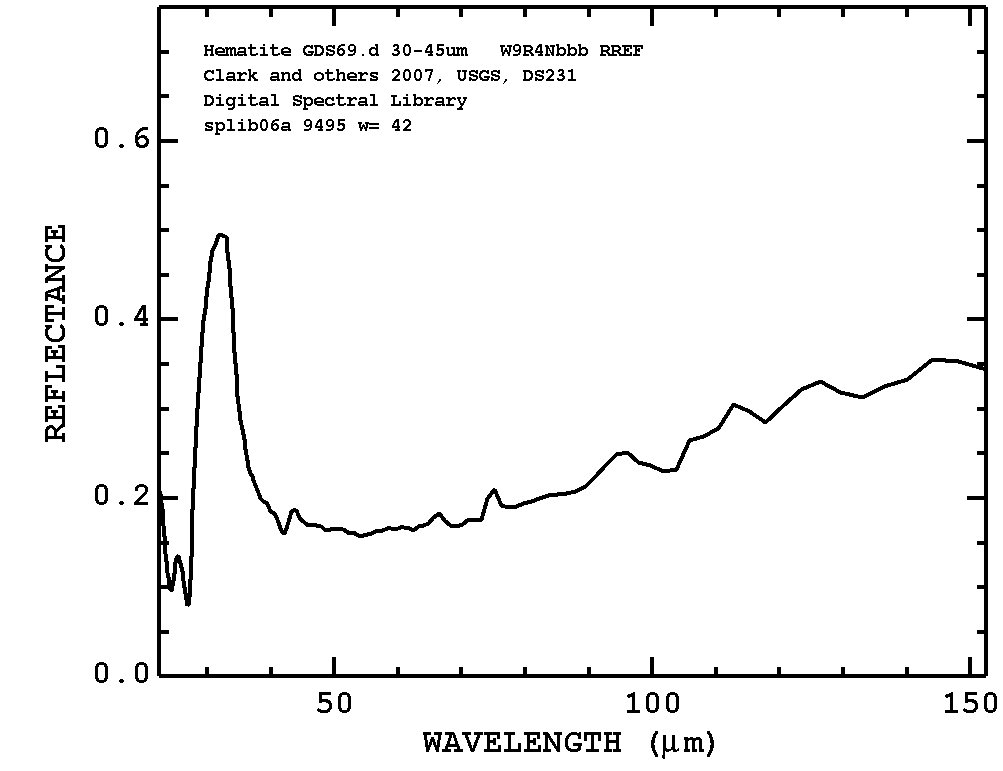 Hematite GDS69.d 30-45um W9R4Nbbb RREF
Clark and others 2007, USGS, DS231
Digital Spectral Library
splib06a 9495 w= 42
0.6
0.4
0.2
0.0
REFLECTANCE
50 100 150
WAVELENGTH (μm)